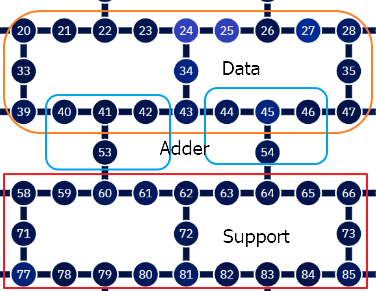 20 21 22 23 24 25 26 27 28
33 34 Data 35
39 40 41 42 43 44 45 46 47
53 Adder 54
58 59 60 61 62 63 64 65 66
71 72 Support 73
77 78 79 80 81 82 83 84 85